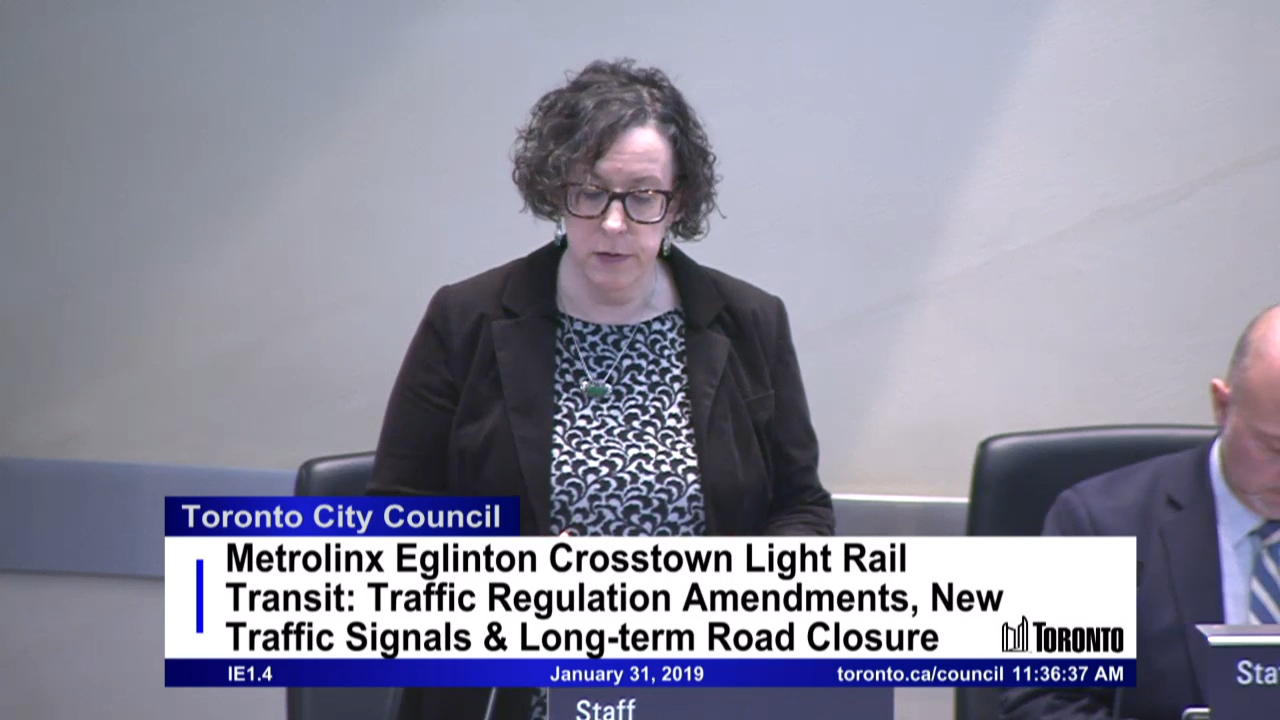 Toronto City Council
Metrolinx Eglinton Crosstown Light Rail
Transit: Traffic Regulation Amendments, New
Traffic Signals & Long-term Road Closure
TORONTO
IE1.4 January 31, 2019 toronto.ca/council 11:36:37 AM
Staff
Sta